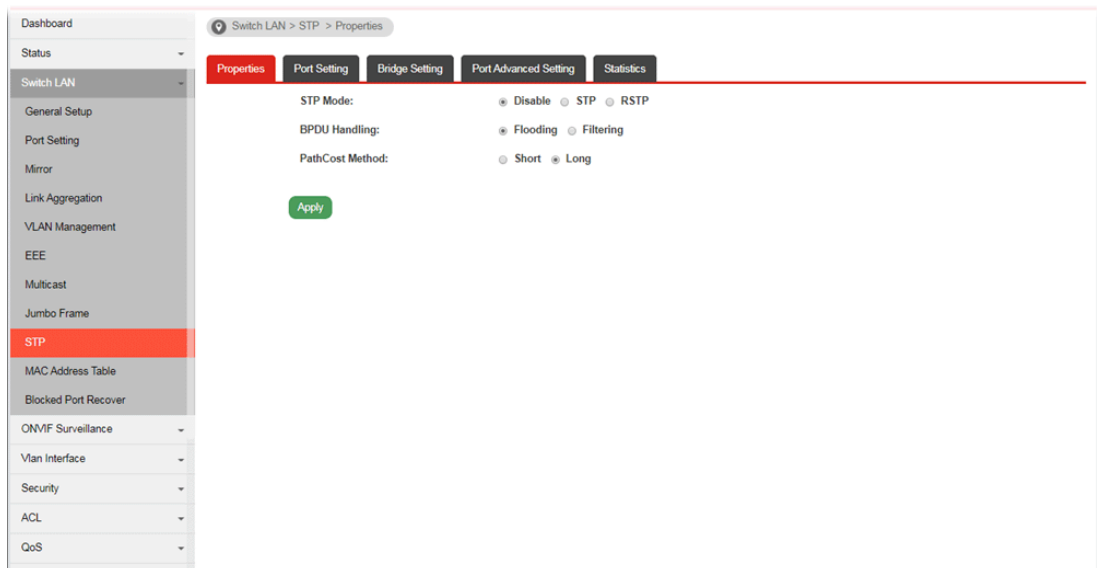 Dashboard
Status
Switch LAN
General Setup
Port Setting
Mirror
Link Aggregation
VLAN Management
EEE
Multicast
Jumbo Frame
STP
MAC Address Table
Blocked Port Recover
ONVIF Surveillance
Vlan Interface
Security
ACL
QoS
Switch LAN > STP > Properties
Properties Port Setting Bridge Setting Port Advanced Setting Statistics
STP Mode: Disable STP RSTP
BPDU Handling: Flooding Filtering
PathCost Method: Short Long
Apply